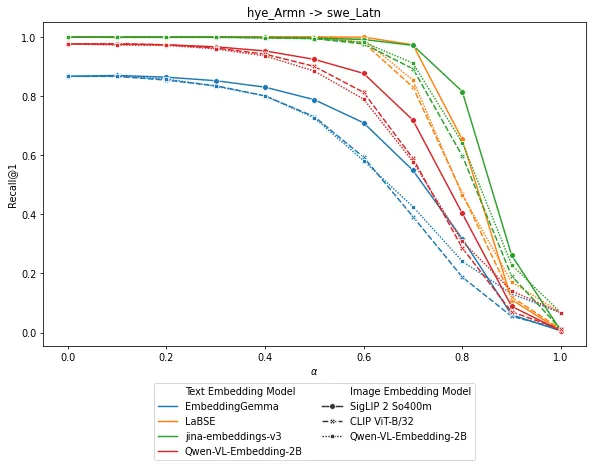 hye_Armn -> swe_Latn
Recall@1
1.0
0.8
0.6
0.4
0.2
0.0
0.0 0.2 0.4 0.6 0.8 1.0
α
Text Embedding Model
EmbeddingGemma
LaBSE
jina-embeddings-v3
Qwen-VL-Embedding-2B
Image Embedding Model
SigLIP 2 So400m
CLIP ViT-B/32
Qwen-VL-Embedding-2B